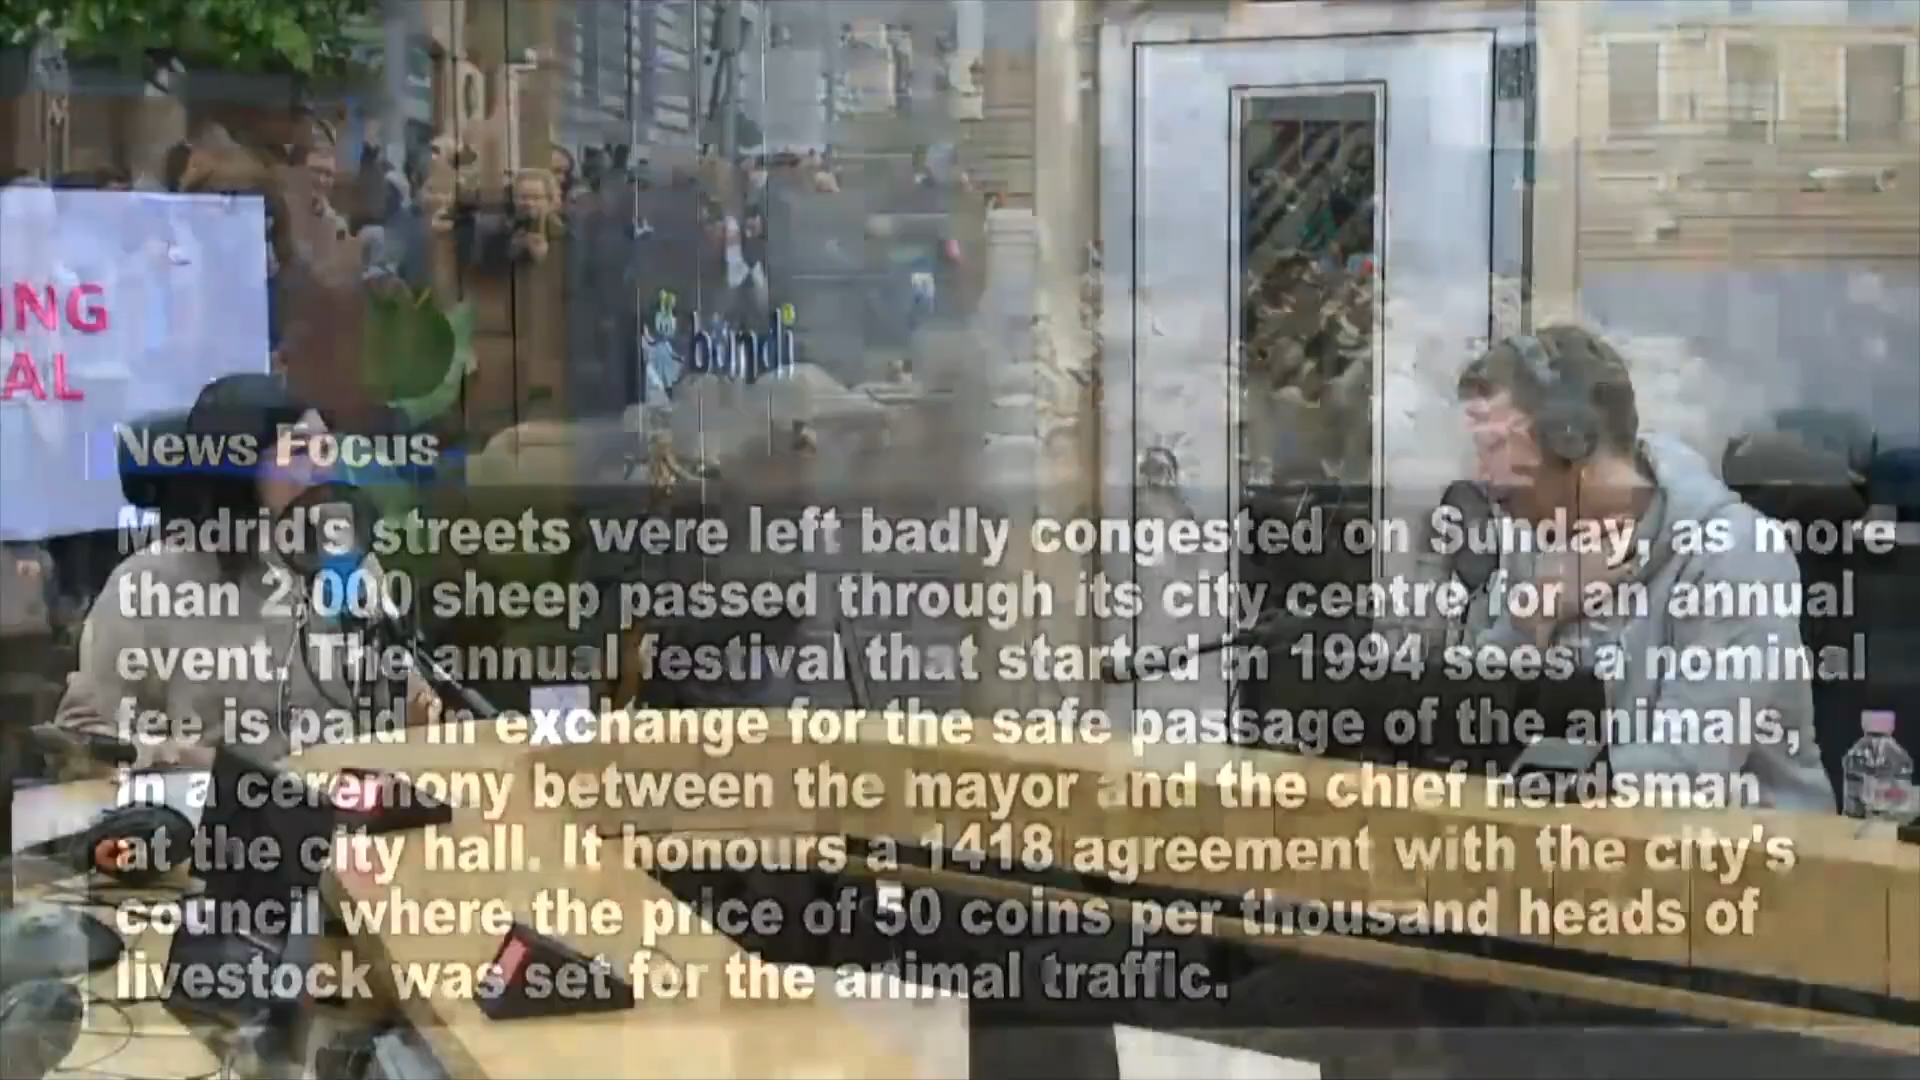 ING
AL
bündi
News Focus
Madrid's streets were left badly congested on Sunday, as more
than 2,000 sheep passed through its city centre for an annual
event. The annual festival that started in 1994 sees a nominal
fee is paid in exchange for the safe passage of the animals,
in a ceremony between the mayor and the chief herdsman
at the city hall. It honours a 1418 agreement with the city's
council where the price of 50 coins per thousand heads of
livestock was set for the animal traffic.